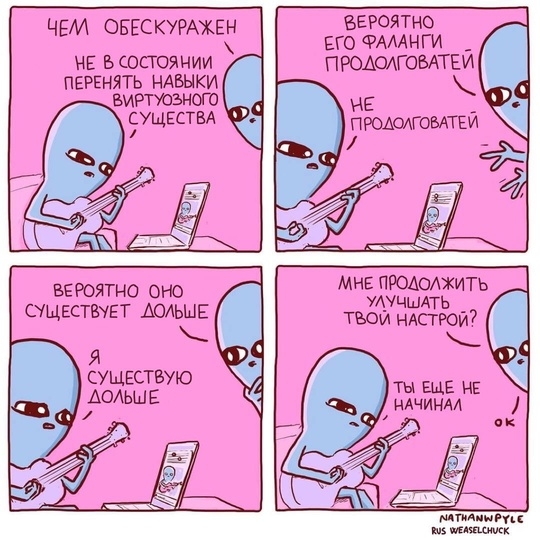 ЧЕМ ОБЕСКУРАЖЕН
НЕ В СОСТОЯНИИ
ПЕРЕНЯТЬ НАВЫКИ
ВИРТУОЗНОГО
СУЩЕСТВА
ВЕРОЯТНО
ЕГО ФАЛАНГИ
ПРОДОЛГОВАТЕЙ
НЕ
ПРОДОЛГОВАТЕЙ
ВЕРОЯТНО ОНО
СУЩЕСТВУЕТ ДОЛЬШЕ
Я
СУЩЕСТВУЮ
ДОЛЬШЕ
МНЕ ПРОДОЛЖИТЬ
УЛУЧШАТЬ
ТВОЙ НАСТРОЙ?
ТЫ ЕЩЕ НЕ
НАЧИНАЛ
ОК
NATHANWPYLE
RUS WEASELCHUCK